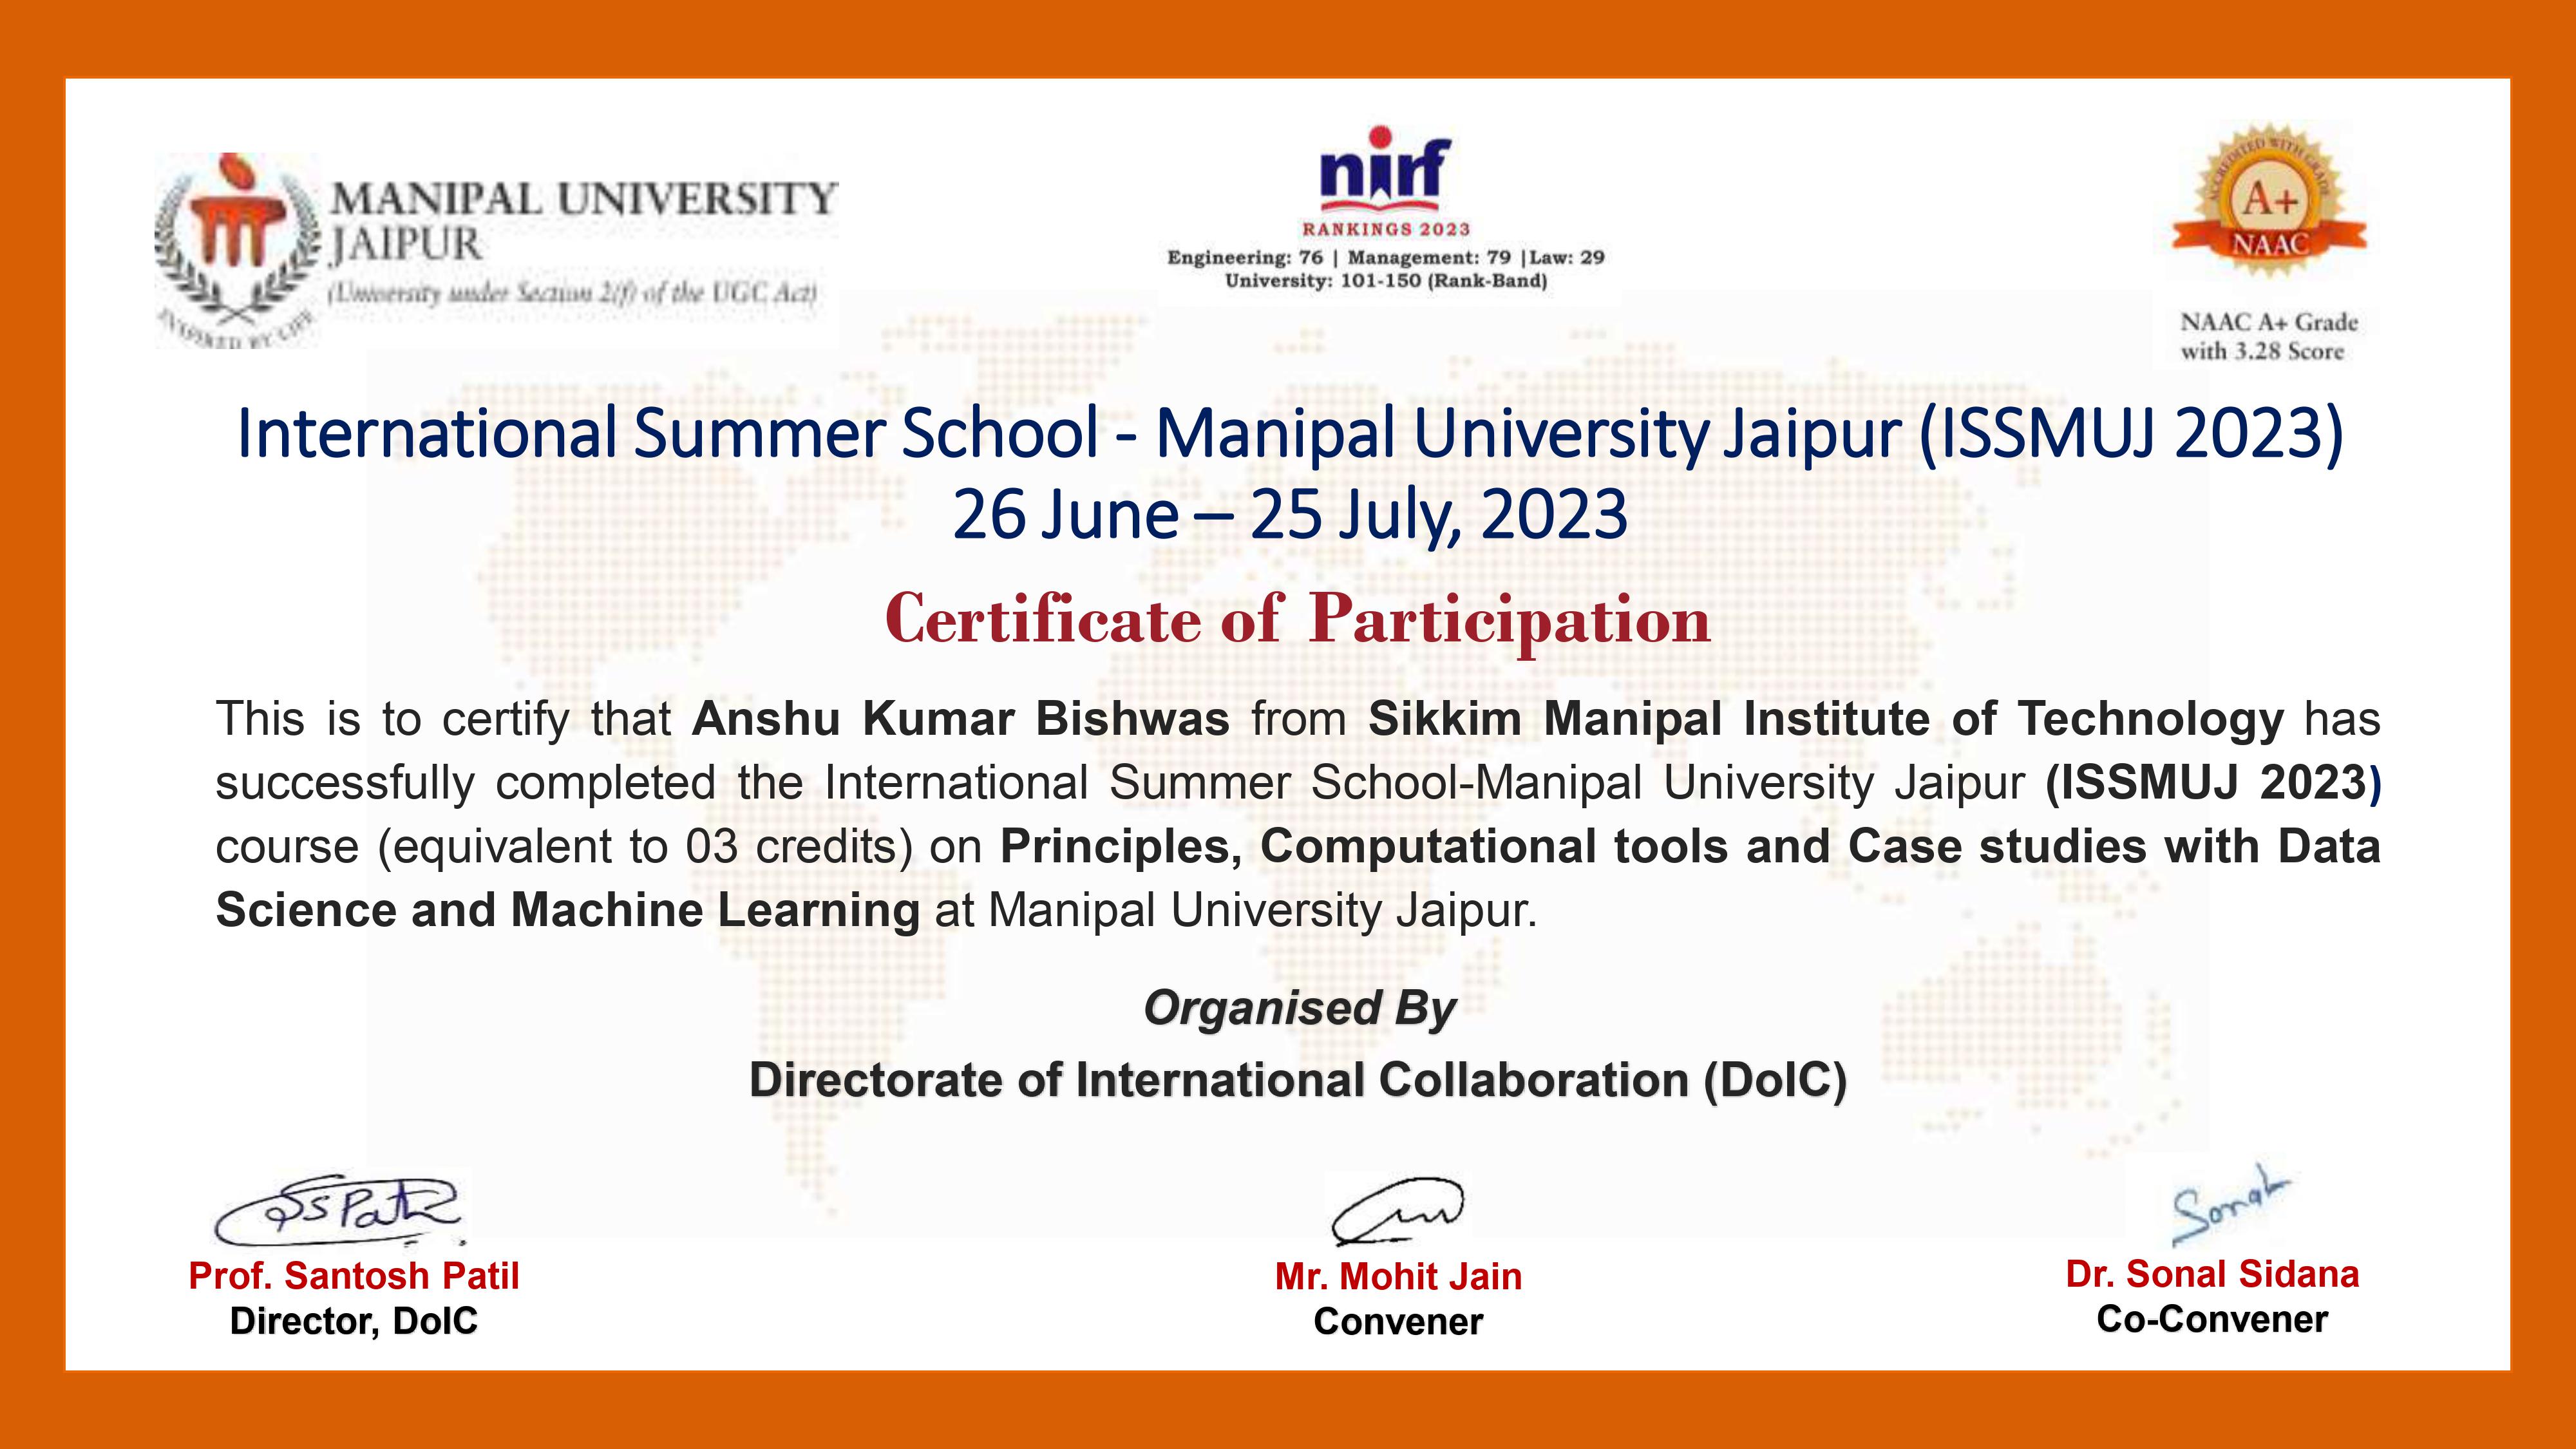 MANIPAL UNIVERSITY
JAIPUR
(University under Section 2(f) of the UGC Act)
INSPIRED BY LIFE
nirf
RANKINGS 2023
Engineering: 76 | Management: 79 |Law: 29
University: 101-150 (Rank-Band)
ACCREDITED WITH GRADE
A+
NAAC
NAAC A+ Grade
with 3.28 Score
International Summer School - Manipal University Jaipur (ISSMUJ 2023)
26 June – 25 July, 2023
Certificate of Participation
This is to certify that Anshu Kumar Bishwas from Sikkim Manipal Institute of Technology has
successfully completed the International Summer School-Manipal University Jaipur (ISSMUJ 2023)
course (equivalent to 03 credits) on Principles, Computational tools and Case studies with Data
Science and Machine Learning at Manipal University Jaipur.
Organised By
Directorate of International Collaboration (DoIC)
SPatil
Sonal
Prof. Santosh Patil
Director, DoIC
Mr. Mohit Jain
Convener
Dr. Sonal Sidana
Co-Convener